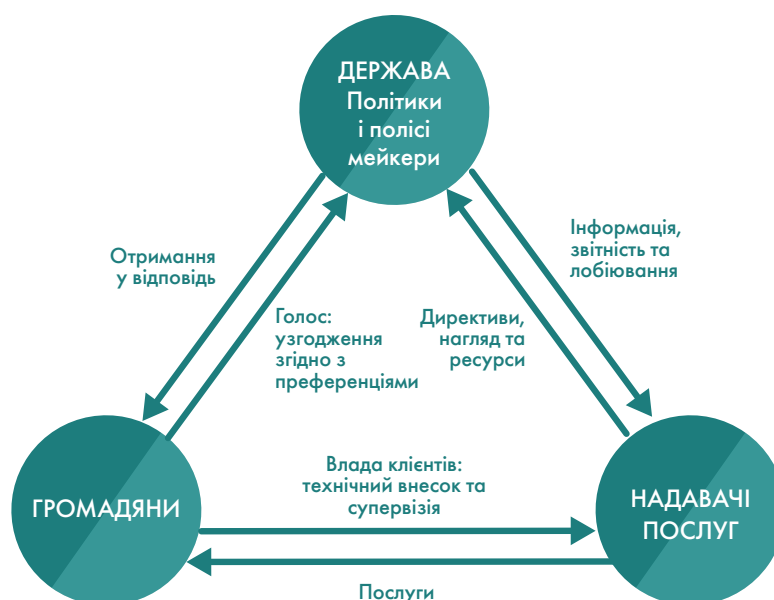 ДЕРЖАВА
Політики
і полісі
мейкери
Інформація,
звітність та
лобіювання
Отримання
у відповідь
Голос:
узгодження
згідно з
преференціями
Директиви,
нагляд та
ресурси
ГРОМАДЯНИ
Влада клієнтів:
технічний внесок та
супервізія
НАДАВАЧІ
ПОСЛУГ
Послуги